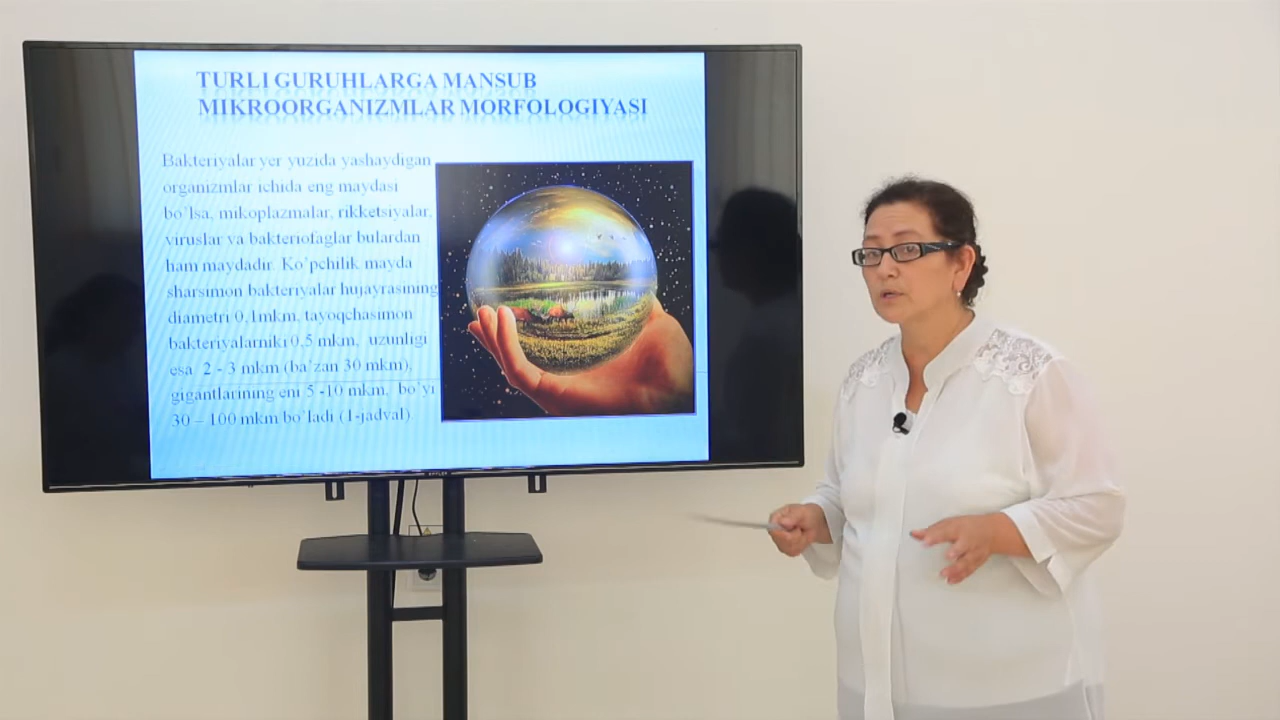 TURLI GURUHLARGA MANSUB
MIKROORGANIZMLAR MORFOLOGIYASI
Bakteriyalar yer yuzida yashaydigan
organizmlar ichida eng maydasi
bo'lsa, mikoplazmalar, rikketsiyalar,
viruslar va bakteriofaglar bulardan
ham maydadir. Ko'pchilik mayda
sharsimon bakteriyalar hujayrasining
diametri 0,1mkm, tayoqchasimon
bakteriyalarniki 0,5 mkm, uzunligi
esa 2 - 3 mkm (ba'zan 30 mkm),
gigantlarining eni 5 -10 mkm, bo'yi
30 – 100 mkm bo'ladi (1-jadval).